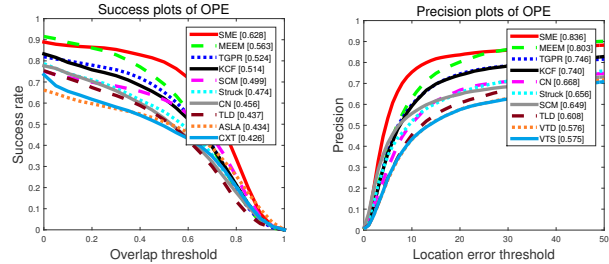 Success plots of OPE
SME [0.628]
MEEM [0.563]
TGPR [0.524]
KCF [0.514]
SCM [0.499]
Struck [0.474]
CN [0.456]
TLD [0.437]
ASLA [0.434]
CXT [0.426]
1
0.9
0.8
0.7
0.6
0.5
0.4
0.3
0.2
0.1
0
Success rate
0 0.2 0.4 0.6 0.8 1
Overlap threshold
Precision plots of OPE
SME [0.836]
MEEM [0.803]
TGPR [0.746]
KCF [0.740]
CN [0.668]
Struck [0.656]
SCM [0.649]
TLD [0.608]
VTD [0.576]
VTS [0.575]
1
0.9
0.8
0.7
0.6
0.5
0.4
0.3
0.2
0.1
0
Precision
0 10 20 30 40 50
Location error threshold